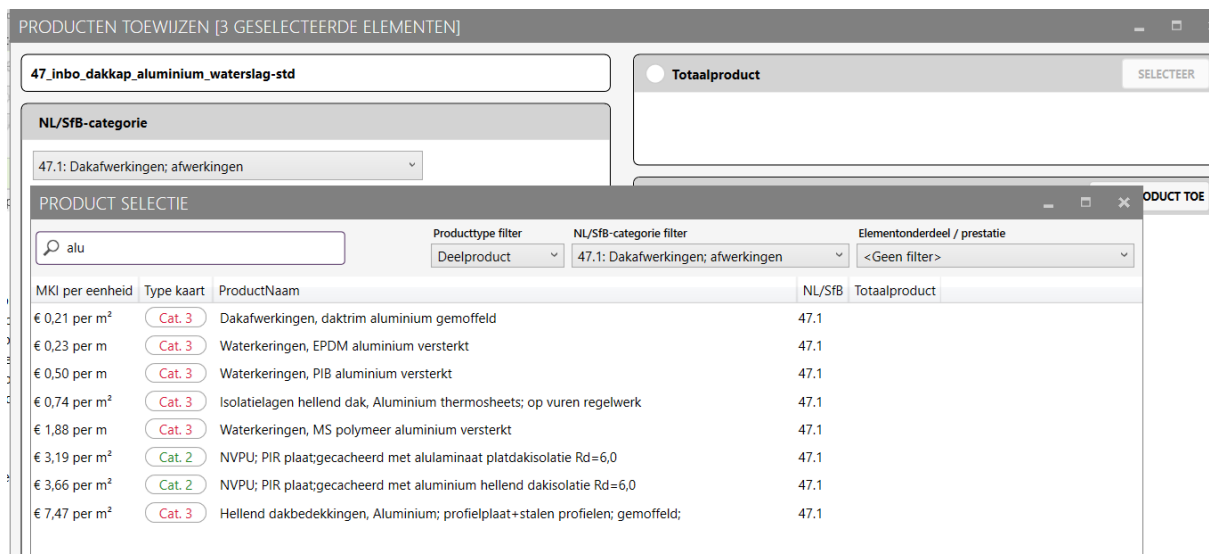 PRODUCTEN TOEWIJZEN [3 GESELECTEERDE ELEMENTEN]
47_inbo_dakkap_aluminium_waterslag-std
Totaalproduct
SELECTEER
NL/SfB-categorie
47.1: Dakafwerkingen; afwerkingen
ODUCT TOE
PRODUCT SELECTIE
alu
Producttype filter
NL/SfB-categorie filter
Elementonderdeel / prestatie
Deelproduct
47.1: Dakafwerkingen; afwerkingen
<Geen filter>
MKI per eenheid Type kaart ProductNaam NL/SfB Totaalproduct
€ 0,21 per m² Cat. 3 Dakafwerkingen, daktrim aluminium gemoffeld 47.1
€ 0,23 per m Cat. 3 Waterkeringen, EPDM aluminium versterkt 47.1
€ 0,50 per m Cat. 3 Waterkeringen, PIB aluminium versterkt 47.1
€ 0,74 per m² Cat. 3 Isolatielagen hellend dak, Aluminium thermosheets; op vuren regelwerk 47.1
€ 1,88 per m Cat. 3 Waterkeringen, MS polymeer aluminium versterkt 47.1
€ 3,19 per m² Cat. 2 NVPU; PIR plaat;gecacheerd met alulaminaat platdakisolatie Rd=6,0 47.1
€ 3,66 per m² Cat. 2 NVPU; PIR plaat;gecacheerd met aluminium hellend dakisolatie Rd=6,0 47.1
€ 7,47 per m² Cat. 3 Hellend dakbedekkingen, Aluminium; profielplaat+stalen profielen; gemoffeld; 47.1